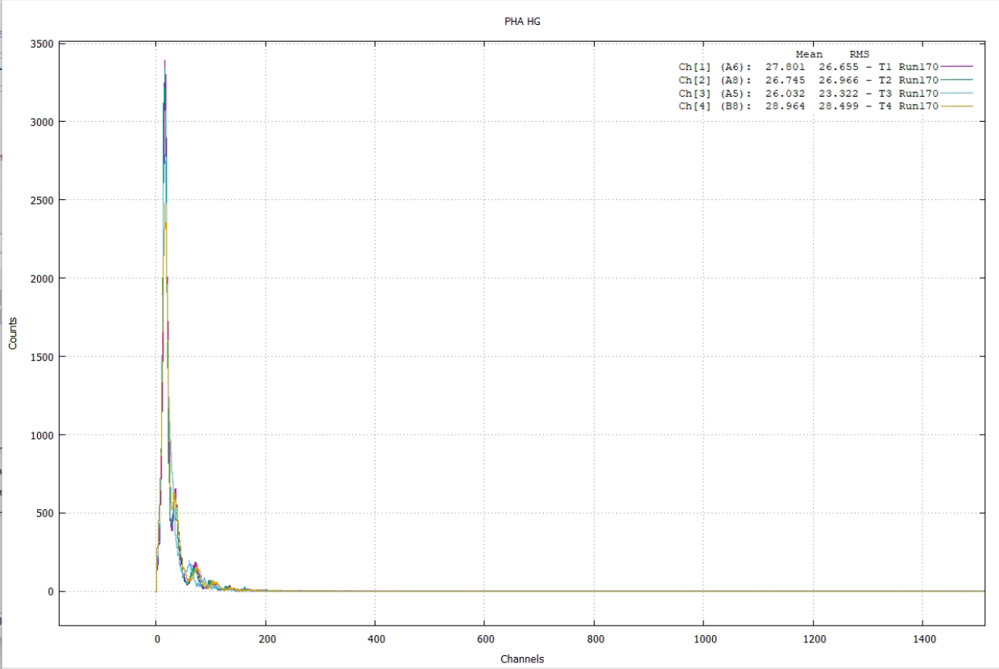 PHA HG
Mean RMS
Ch[1] (A6): 27.801 26.655 - T1 Run170
Ch[2] (A8): 26.745 26.966 - T2 Run170
Ch[3] (A5): 26.032 23.322 - T3 Run170
Ch[4] (B8): 28.964 28.499 - T4 Run170
3500
3000
2500
2000
1500
1000
500
0
Counts
0 200 400 600 800 1000 1200 1400
Channels